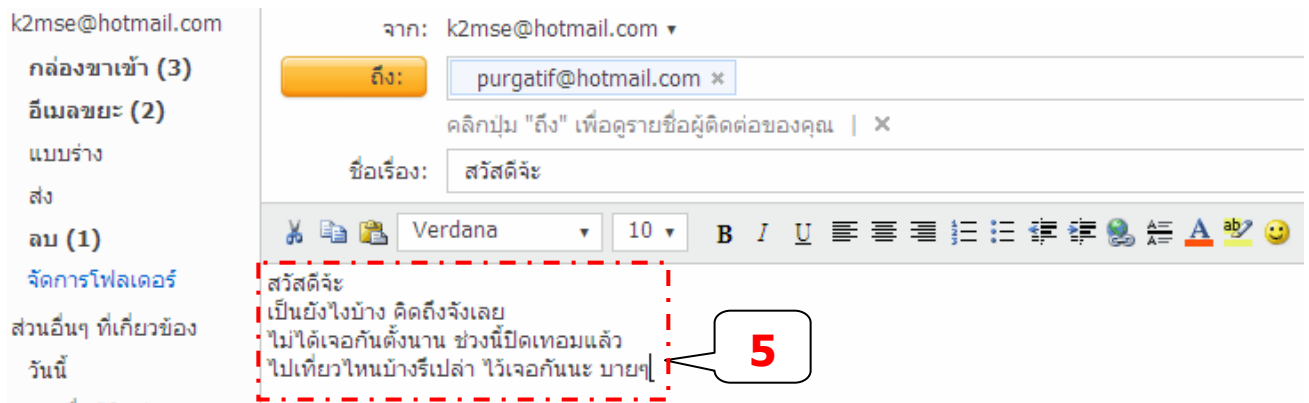 k2mse@hotmail.com
กล่องขาเข้า (3)
อีเมลขยะ (2)
แบบร่าง
ส่ง
ลบ (1)
จัดการโฟลเดอร์
ส่วนอื่นๆ ที่เกี่ยวข้อง
วันนี้
จาก: k2mse@hotmail.com
ถึง: purgatif@hotmail.com
คลิกปุ่ม "ถึง" เพื่อดูรายชื่อผู้ติดต่อของคุณ | ×
ชื่อเรื่อง: สวัสดีจ้ะ
Verdana 10 B I U A
สวัสดีจ้ะ
เป็นยังไงบ้าง คิดถึงจังเลย
ไม่ได้เจอกันตั้งนาน ช่วงนี้ปิดเทอมแล้ว
ไปเที่ยวไหนบ้างรึเปล่า ไว้เจอกันนะ บายๆ
5